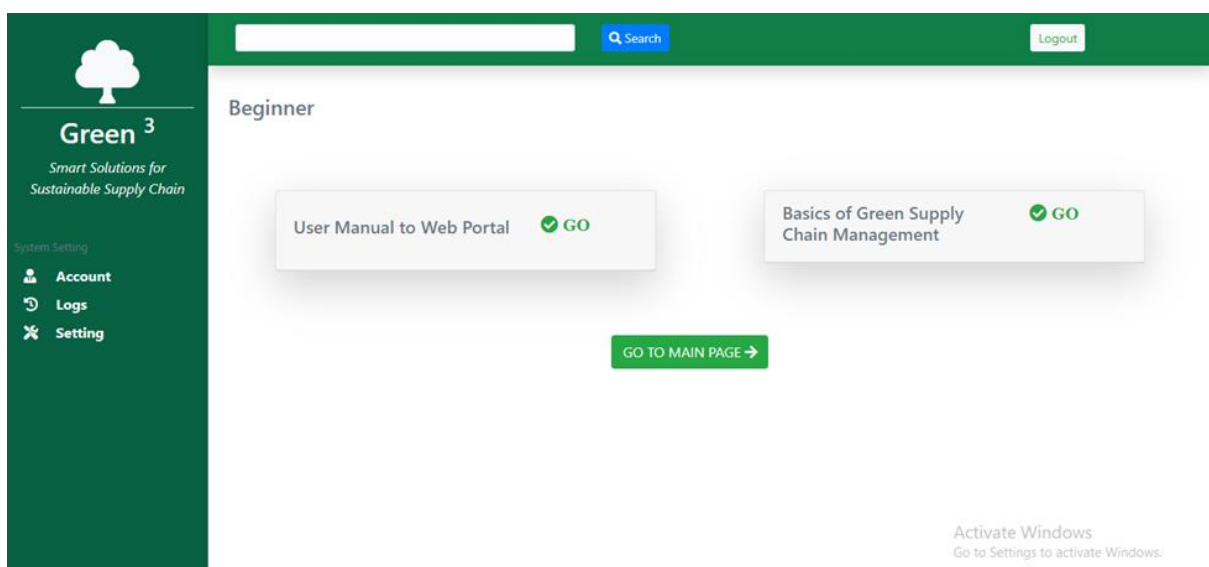 Search
Logout
Green 3
Smart Solutions for
Sustainable Supply Chain
System Setting
Account
Logs
Setting
Beginner
User Manual to Web Portal
GO
Basics of Green Supply
Chain Management
GO
GO TO MAIN PAGE
Activate Windows
Go to Settings to activate Windows.